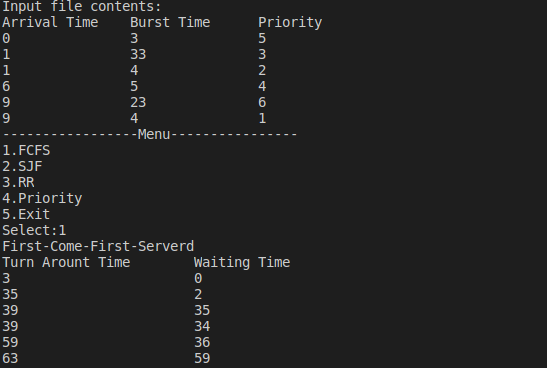 Input file contents:
Arrival Time    Burst Time      Priority
0               3               5
1               33              3
1               4               2
6               5               4
9               23              6
9               4               1
-----------------Menu----------------
1.FCFS
2.SJF
3.RR
4.Priority
5.Exit
Select:1
First-Come-First-Serverd
Turn Arount Time        Waiting Time
3                       0
35                      2
39                      35
39                      34
59                      36
63                      59